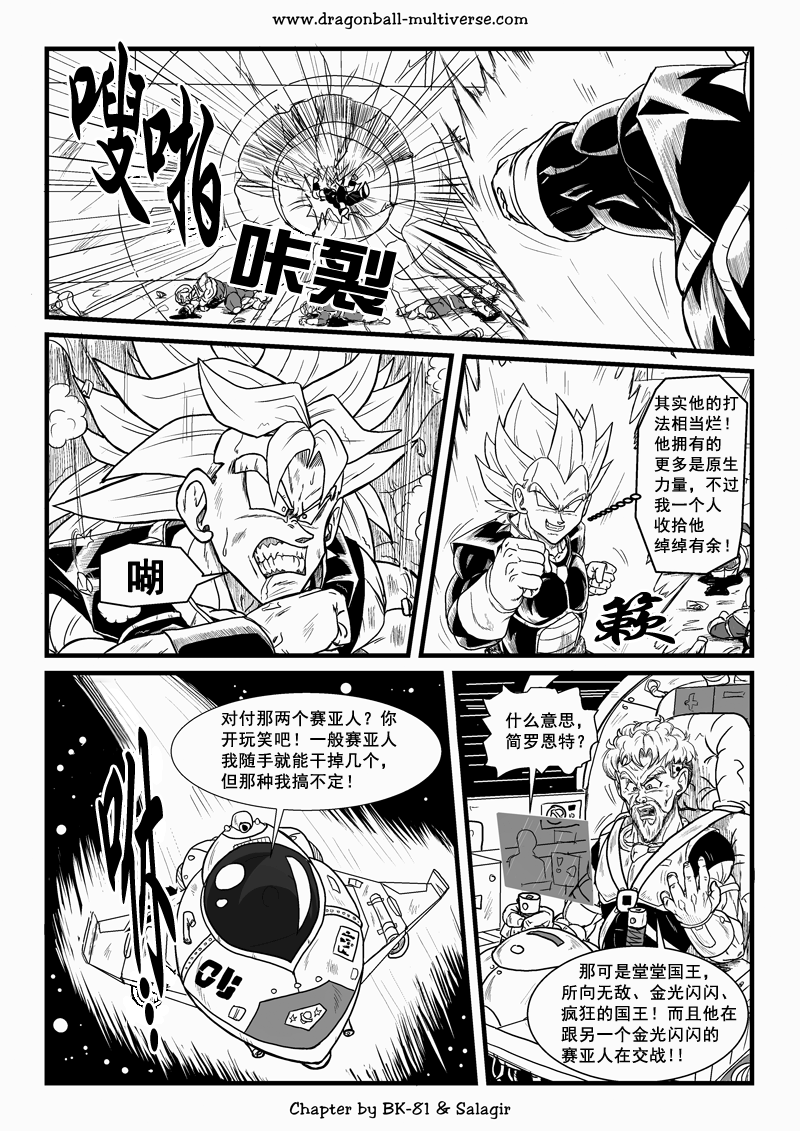 www.dragonball-multiverse.com
嗖啪
咔裂
嘲
其实他的打
法相当烂！
他拥有的
更多是原生
力量，不过
我一个人
收拾他
绰绰有余！
簌
对付那两个赛亚人？你
开玩笑吧！一般赛亚人
我随手就能干掉几个，
但那种我搞不定！
什么意思，
简罗恩特？
04
那可是堂堂国王，
所向无敌、金光闪闪、
疯狂的国王！而且他在
跟另一个金光闪闪的
赛亚人在交战！！
Chapter by BK-81 & Salagir